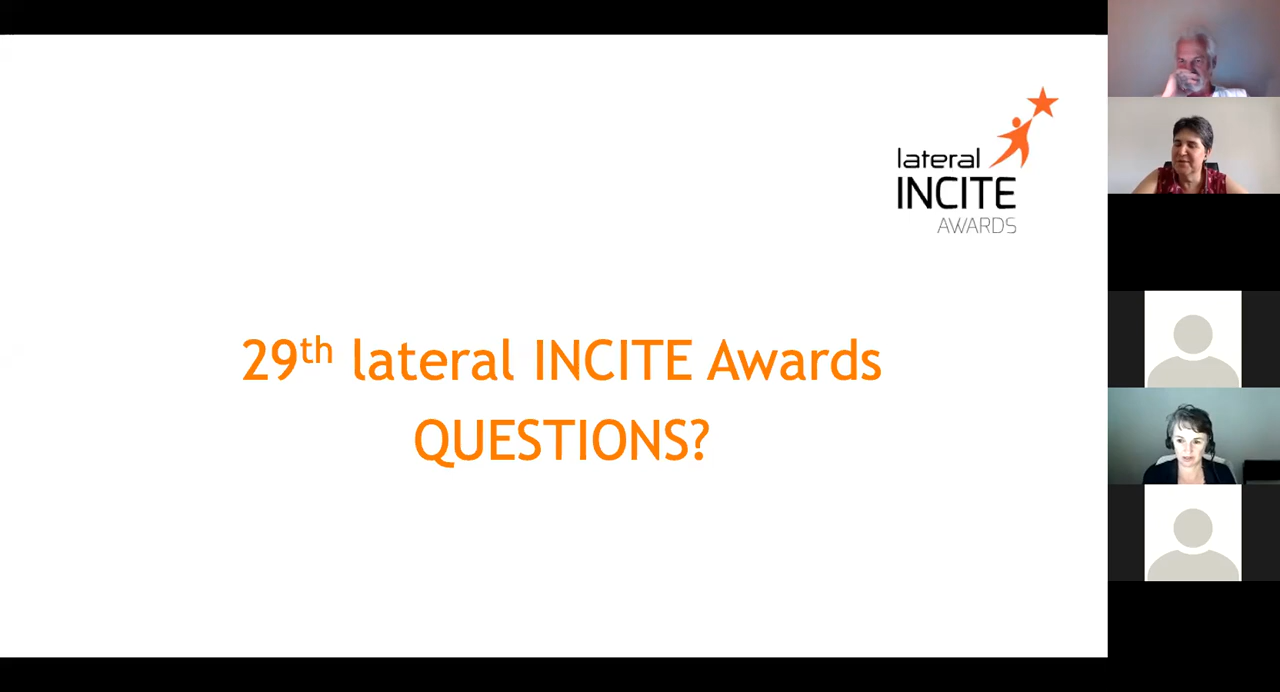 lateral
INCITE
AWARDS
29th lateral INCITE Awards
QUESTIONS?